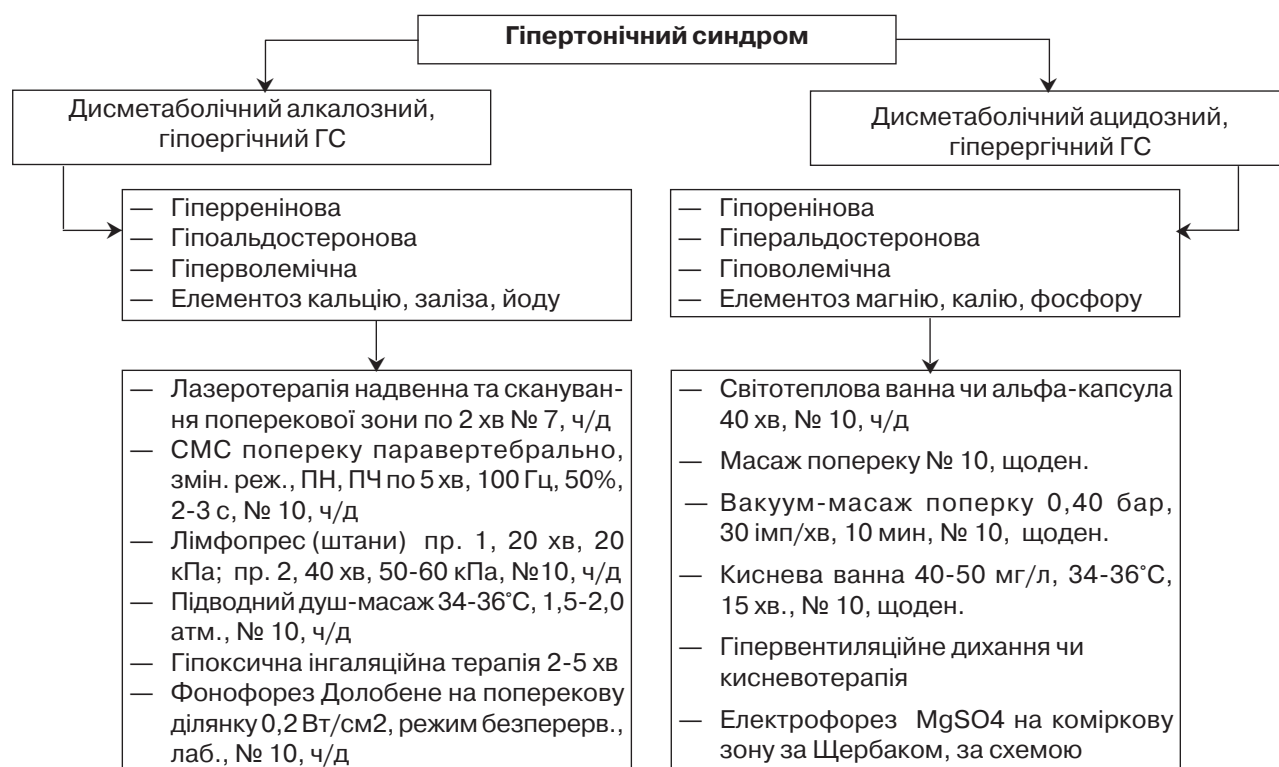 Гіпертонічний синдром
Дисметаболічний алкалозний,
гіпоергічний ГС
Дисметаболічний ацидозний,
гіперергічний ГС
— Гіперренінова
— Гіпоальдостеронова
— Гіперволемічна
— Елементоз кальцію, заліза, йоду
— Гіпоренінова
— Гіперальдостеронова
— Гіповолемічна
— Елементоз магнію, калію, фосфору
— Лазеротерапія надвенна та скануван-
ня поперекової зони по 2 хв № 7, ч/д
— СМС попереку паравертебрально,
змін. реж., ПН, ПЧ по 5 хв, 100 Гц, 50%,
2-3 с, № 10, ч/д
— Лімфопрес (штани) пр. 1, 20 хв, 20
кПа; пр. 2, 40 хв, 50-60 кПа, №10, ч/д
— Підводний душ-масаж 34-36°С, 1,5-2,0
атм., № 10, ч/д
— Гіпоксична інгаляційна терапія 2-5 хв
— Фонофорез Долобене на поперекову
ділянку 0,2 Вт/см2, режим безперерв.,
лаб., № 10, ч/д
— Світотеплова ванна чи альфа-капсула
40 хв, № 10, ч/д
— Масаж попереку № 10, щоден.
— Вакуум-масаж поперку 0,40 бар,
30 імп/хв, 10 мин, № 10, щоден.
— Киснева ванна 40-50 мг/л, 34-36°С,
15 хв., № 10, щоден.
— Гіпервентиляційне дихання чи
кисневотерапія
— Електрофорез MgSO4 на коміркову
зону за Щербаком, за схемою